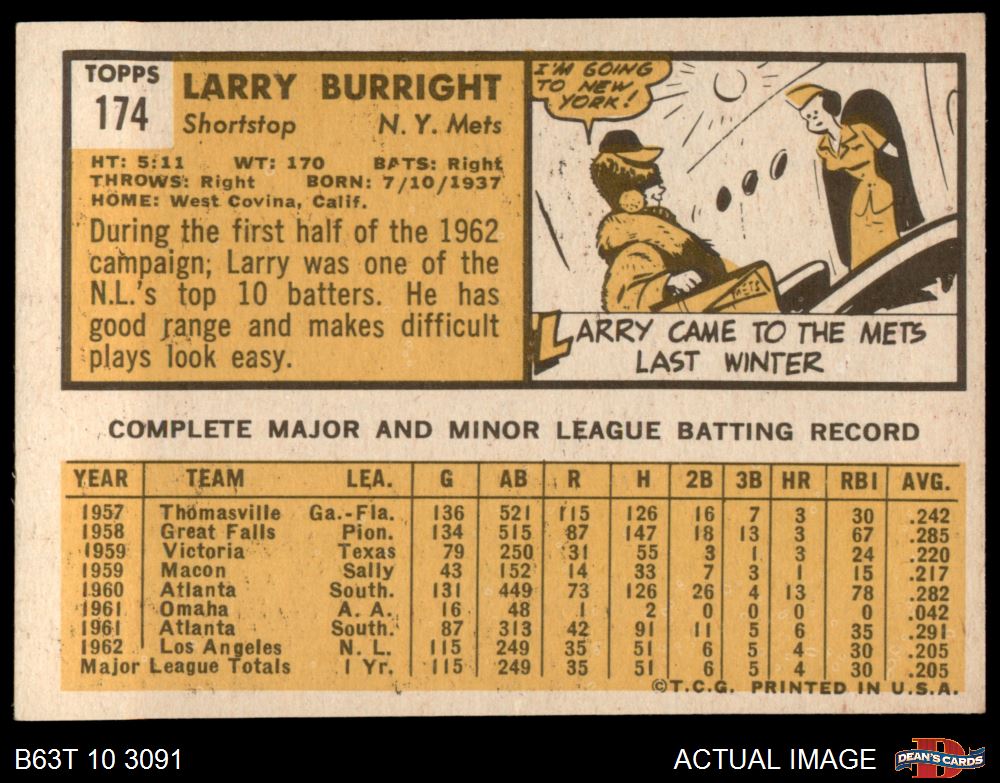 TOPPS
174
LARRY BURRIGHT
Shortstop N. Y. Mets
HT: 5:11 WT: 170 BATS: Right
THROWS: Right BORN: 7/10/1937
HOME: West Covina, Calif.
During the first half of the 1962
campaign; Larry was one of the
N.L.'s top 10 batters. He has
good range and makes difficult
plays look easy.
I'M GOING
TO NEW
YORK!
METS
LARRY CAME TO THE METS
LAST WINTER
COMPLETE MAJOR AND MINOR LEAGUE BATTING RECORD
YEAR TEAM LEA. G AB R H 2B 3B HR RBI AVG.
1957 Thomasville Ga.-Fla. 136 521 115 126 16 7 3 30 .242
1958 Great Falls Pion. 134 515 87 147 18 13 3 67 .285
1959 Victoria Texas 79 250 31 55 3 1 3 24 .220
1959 Macon Sally 43 152 14 33 7 3 1 15 .217
1960 Atlanta South. 131 449 73 126 26 4 13 78 .282
1961 Omaha A. A. 16 48 1 2 0 0 0 0 .042
1961 Atlanta South. 87 313 42 91 11 5 6 35 .291
1962 Los Angeles N. L. 115 249 35 51 6 5 4 30 .205
Major League Totals 1 Yr. 115 249 35 51 6 5 4 30 .205
©T.C.G. PRINTED IN U.S.A.
B63T 10 3091 ACTUAL IMAGE
DEAN'S CARDS